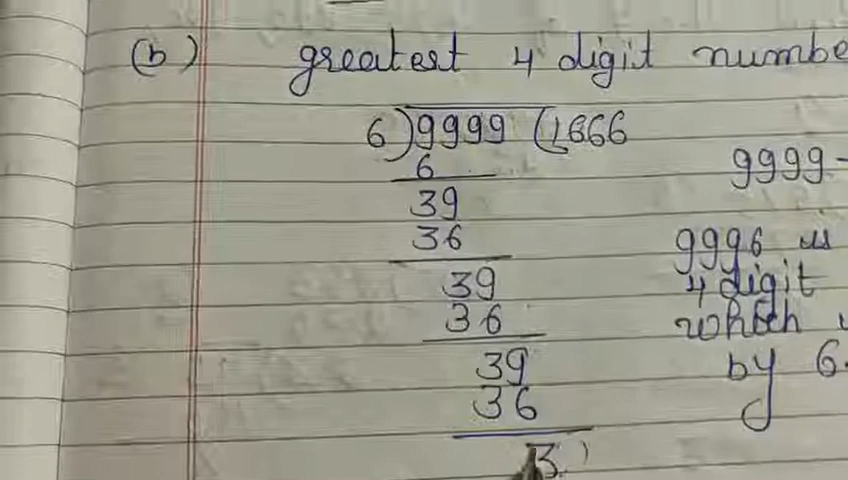 (b) greatest 4 digit numbe
6)9999(1666
6
39
36
39
36
39
36
3
9999-
9996 is
4 digit
which
by 6.